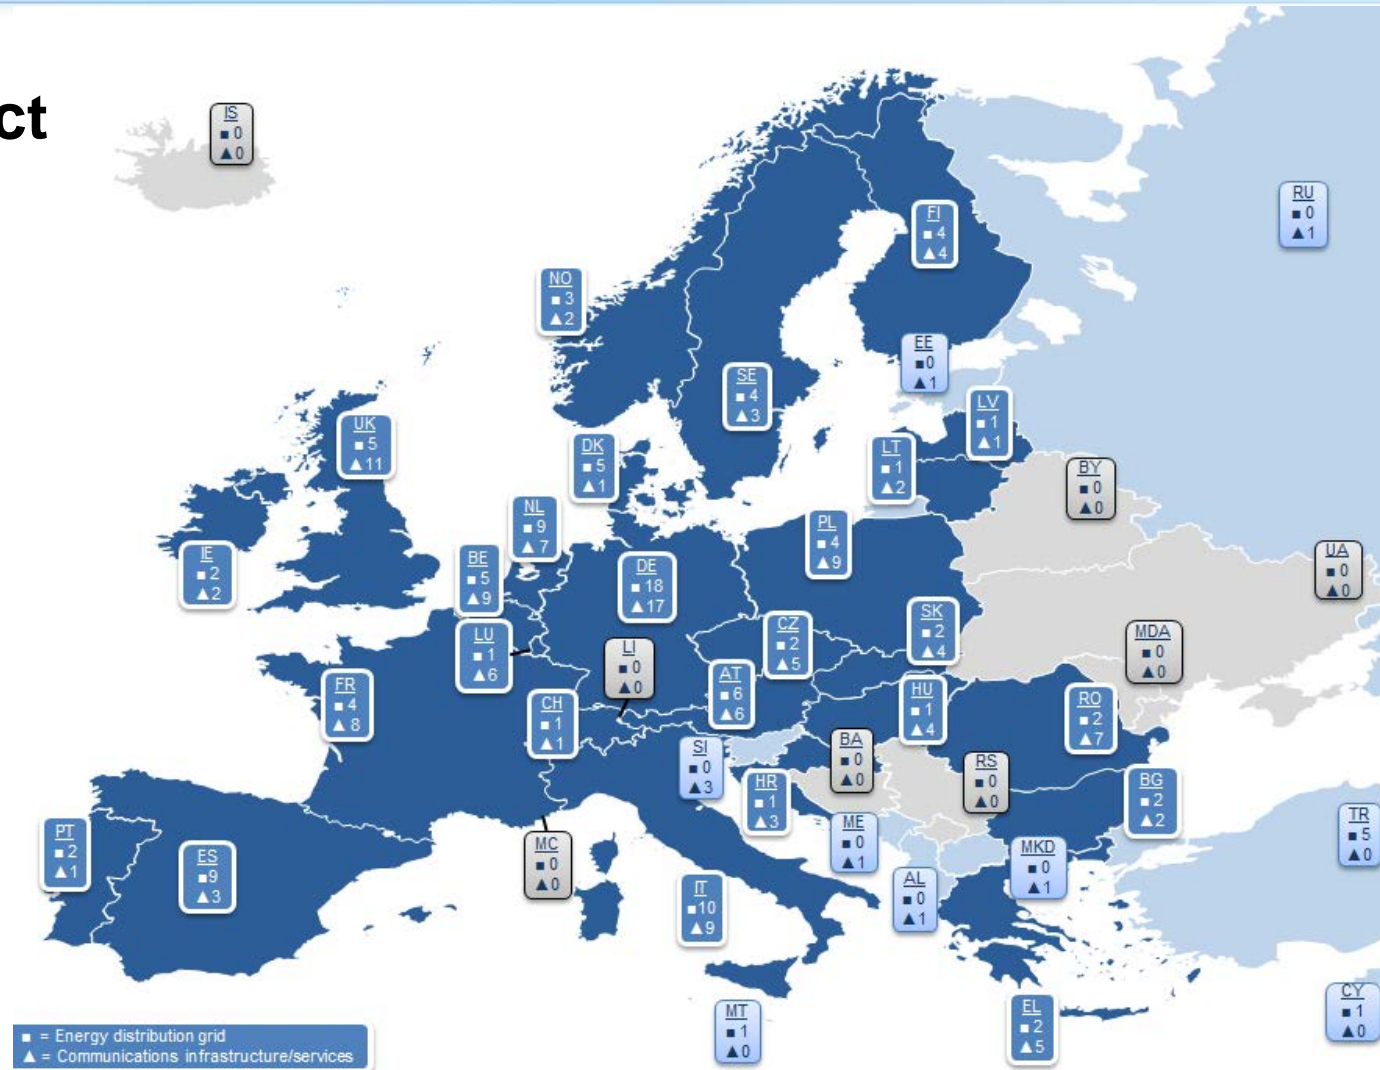 ct
IS
■ 0
▲ 0
RU
■ 0
▲ 1
FI
■ 4
▲ 4
NO
■ 3
▲ 2
EE
■ 0
▲ 1
SE
■ 4
▲ 3
LV
■ 1
▲ 1
UK
■ 5
▲ 11
DK
■ 5
▲ 1
LT
■ 1
▲ 2
BY
■ 0
▲ 0
NL
■ 9
▲ 7
PL
■ 4
▲ 9
IE
■ 2
▲ 2
BE
■ 5
▲ 9
DE
■ 18
▲ 17
UA
■ 0
▲ 0
LU
■ 1
▲ 6
LI
■ 0
▲ 0
CZ
■ 2
▲ 5
SK
■ 2
▲ 4
MDA
■ 0
▲ 0
FR
■ 4
▲ 8
CH
■ 1
▲ 1
AT
■ 6
▲ 6
HU
■ 1
▲ 4
RO
■ 2
▲ 7
SI
■ 0
▲ 3
BA
■ 0
▲ 0
RS
■ 0
▲ 0
HR
■ 1
▲ 3
BG
■ 2
▲ 2
PT
■ 2
▲ 1
ES
■ 9
▲ 3
MC
■ 0
▲ 0
ME
■ 0
▲ 1
MKD
■ 0
▲ 1
TR
■ 5
▲ 0
IT
■ 10
▲ 9
AL
■ 0
▲ 1
MT
■ 1
▲ 0
EL
■ 2
▲ 5
CY
■ 1
▲ 0
■ = Energy distribution grid
▲ = Communications infrastructure/services